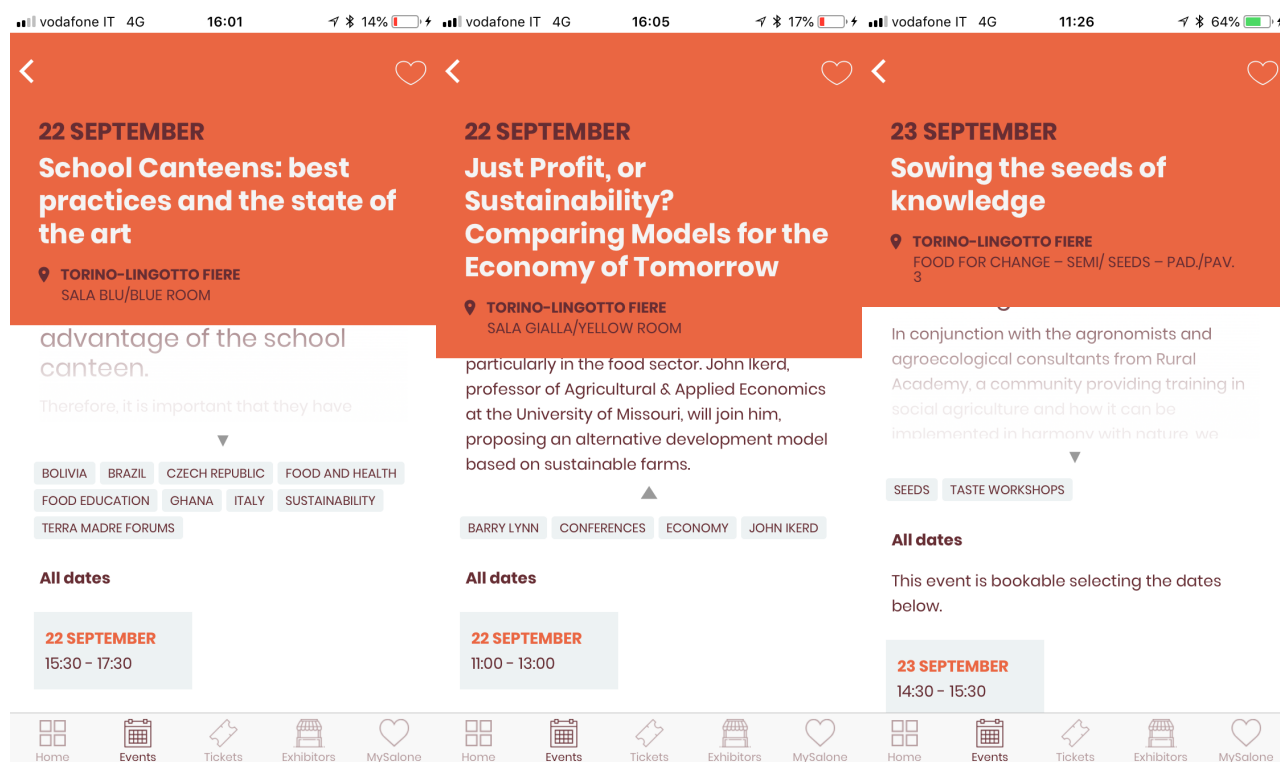 vodafone IT 4G 16:01 14%
22 SEPTEMBER
School Canteens: best
practices and the state of
the art
TORINO-LINGOTTO FIERE
SALA BLU/BLUE ROOM
advantage of the school
canteen.
Therefore, it is important that they have
BOLIVIA BRAZIL CZECH REPUBLIC FOOD AND HEALTH
FOOD EDUCATION GHANA ITALY SUSTAINABILITY
TERRA MADRE FORUMS
All dates
22 SEPTEMBER
15:30 - 17:30
Home Events Tickets Exhibitors MySalone
vodafone IT 4G 16:05 17%
22 SEPTEMBER
Just Profit, or
Sustainability?
Comparing Models for the
Economy of Tomorrow
TORINO-LINGOTTO FIERE
SALA GIALLA/YELLOW ROOM
particularly in the food sector. John Ikerd,
professor of Agricultural & Applied Economics
at the University of Missouri, will join him,
proposing an alternative development model
based on sustainable farms.
BARRY LYNN CONFERENCES ECONOMY JOHN IKERD
All dates
22 SEPTEMBER
11:00 - 13:00
Home Events Tickets Exhibitors MySalone
vodafone IT 4G 11:26 64%
23 SEPTEMBER
Sowing the seeds of
knowledge
TORINO-LINGOTTO FIERE
FOOD FOR CHANGE – SEMI/ SEEDS – PAD./PAV.
3
In conjunction with the agronomists and
agroecological consultants from Rural
Academy, a community providing training in
social agriculture and how it can be
implemented in harmony with nature, we
SEEDS TASTE WORKSHOPS
All dates
This event is bookable selecting the dates
below.
23 SEPTEMBER
14:30 - 15:30
Home Events Tickets Exhibitors MySalone